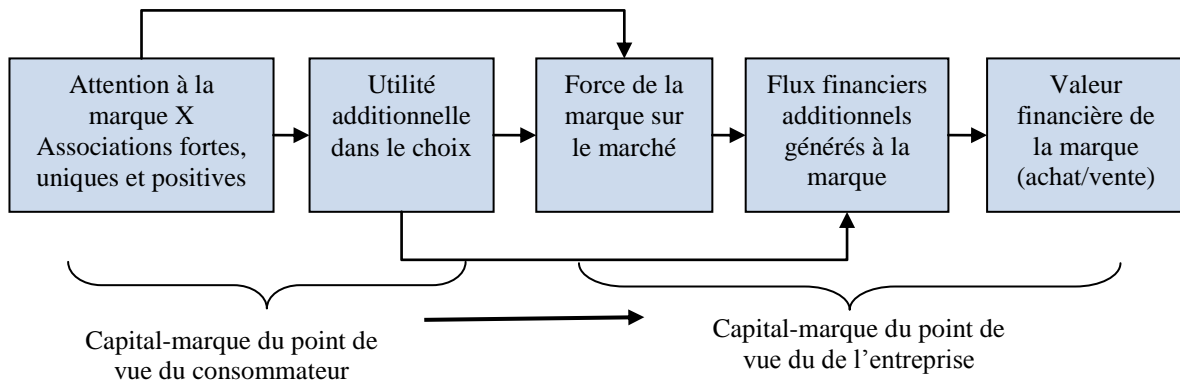 Attention à la
marque X
Associations fortes,
uniques et positives
Utilité
additionnelle
dans le choix
Force de la
marque sur
le marché
Flux financiers
additionnels
générés à la
marque
Valeur
financière de
la marque
(achat/vente)
Capital-marque du point de
vue du consommateur
Capital-marque du point de
vue du de l’entreprise